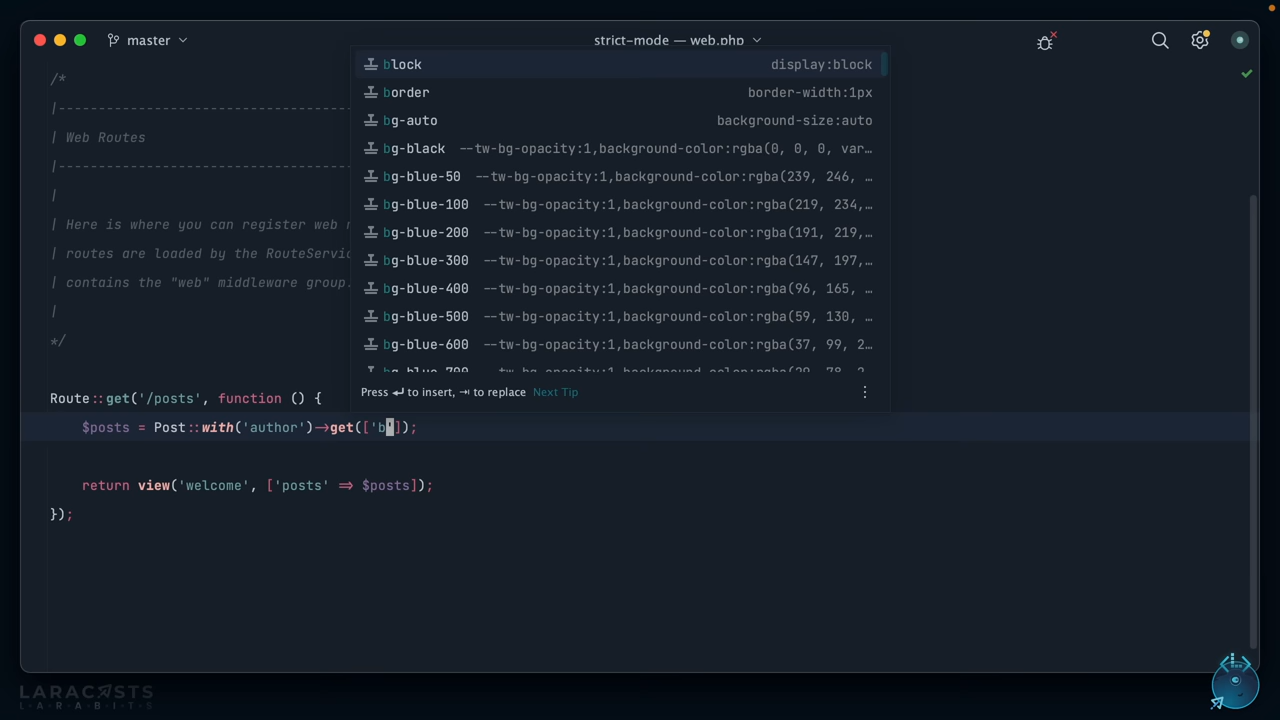 master
strict-mode — web.php
/*
|-------------------------------------
| Web Routes
|-------------------------------------
|
| Here is where you can register web
| routes are loaded by the RouteServic
| contains the "web" middleware group.
|
*/
block display:block
border border-width:1px
bg-auto background-size:auto
bg-black --tw-bg-opacity:1,background-color:rgba(0, 0, 0, var…
bg-blue-50 --tw-bg-opacity:1,background-color:rgba(239, 246, …
bg-blue-100 --tw-bg-opacity:1,background-color:rgba(219, 234,…
bg-blue-200 --tw-bg-opacity:1,background-color:rgba(191, 219,…
bg-blue-300 --tw-bg-opacity:1,background-color:rgba(147, 197,…
bg-blue-400 --tw-bg-opacity:1,background-color:rgba(96, 165, …
bg-blue-500 --tw-bg-opacity:1,background-color:rgba(59, 130, …
bg-blue-600 --tw-bg-opacity:1,background-color:rgba(37, 99, 2…
bg-blue-700 --tw-bg-opacity:1,background-color:rgba(29, 78, 2…
Press ↵ to insert, ⇥ to replace Next Tip
Route::get('/posts', function () {
$posts = Post::with('author')->get(['b']);
return view('welcome', ['posts' => $posts]);
});
LARACASTS
LARABITS